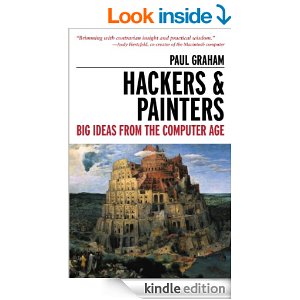 Look inside
"Brimming with contrarian insight and practical wisdom."
—Andy Hertzfeld, co-creator of the Macintosh computer
PAUL GRAHAM
HACKERS &
PAINTERS
BIG IDEAS FROM THE COMPUTER AGE
kindle edition